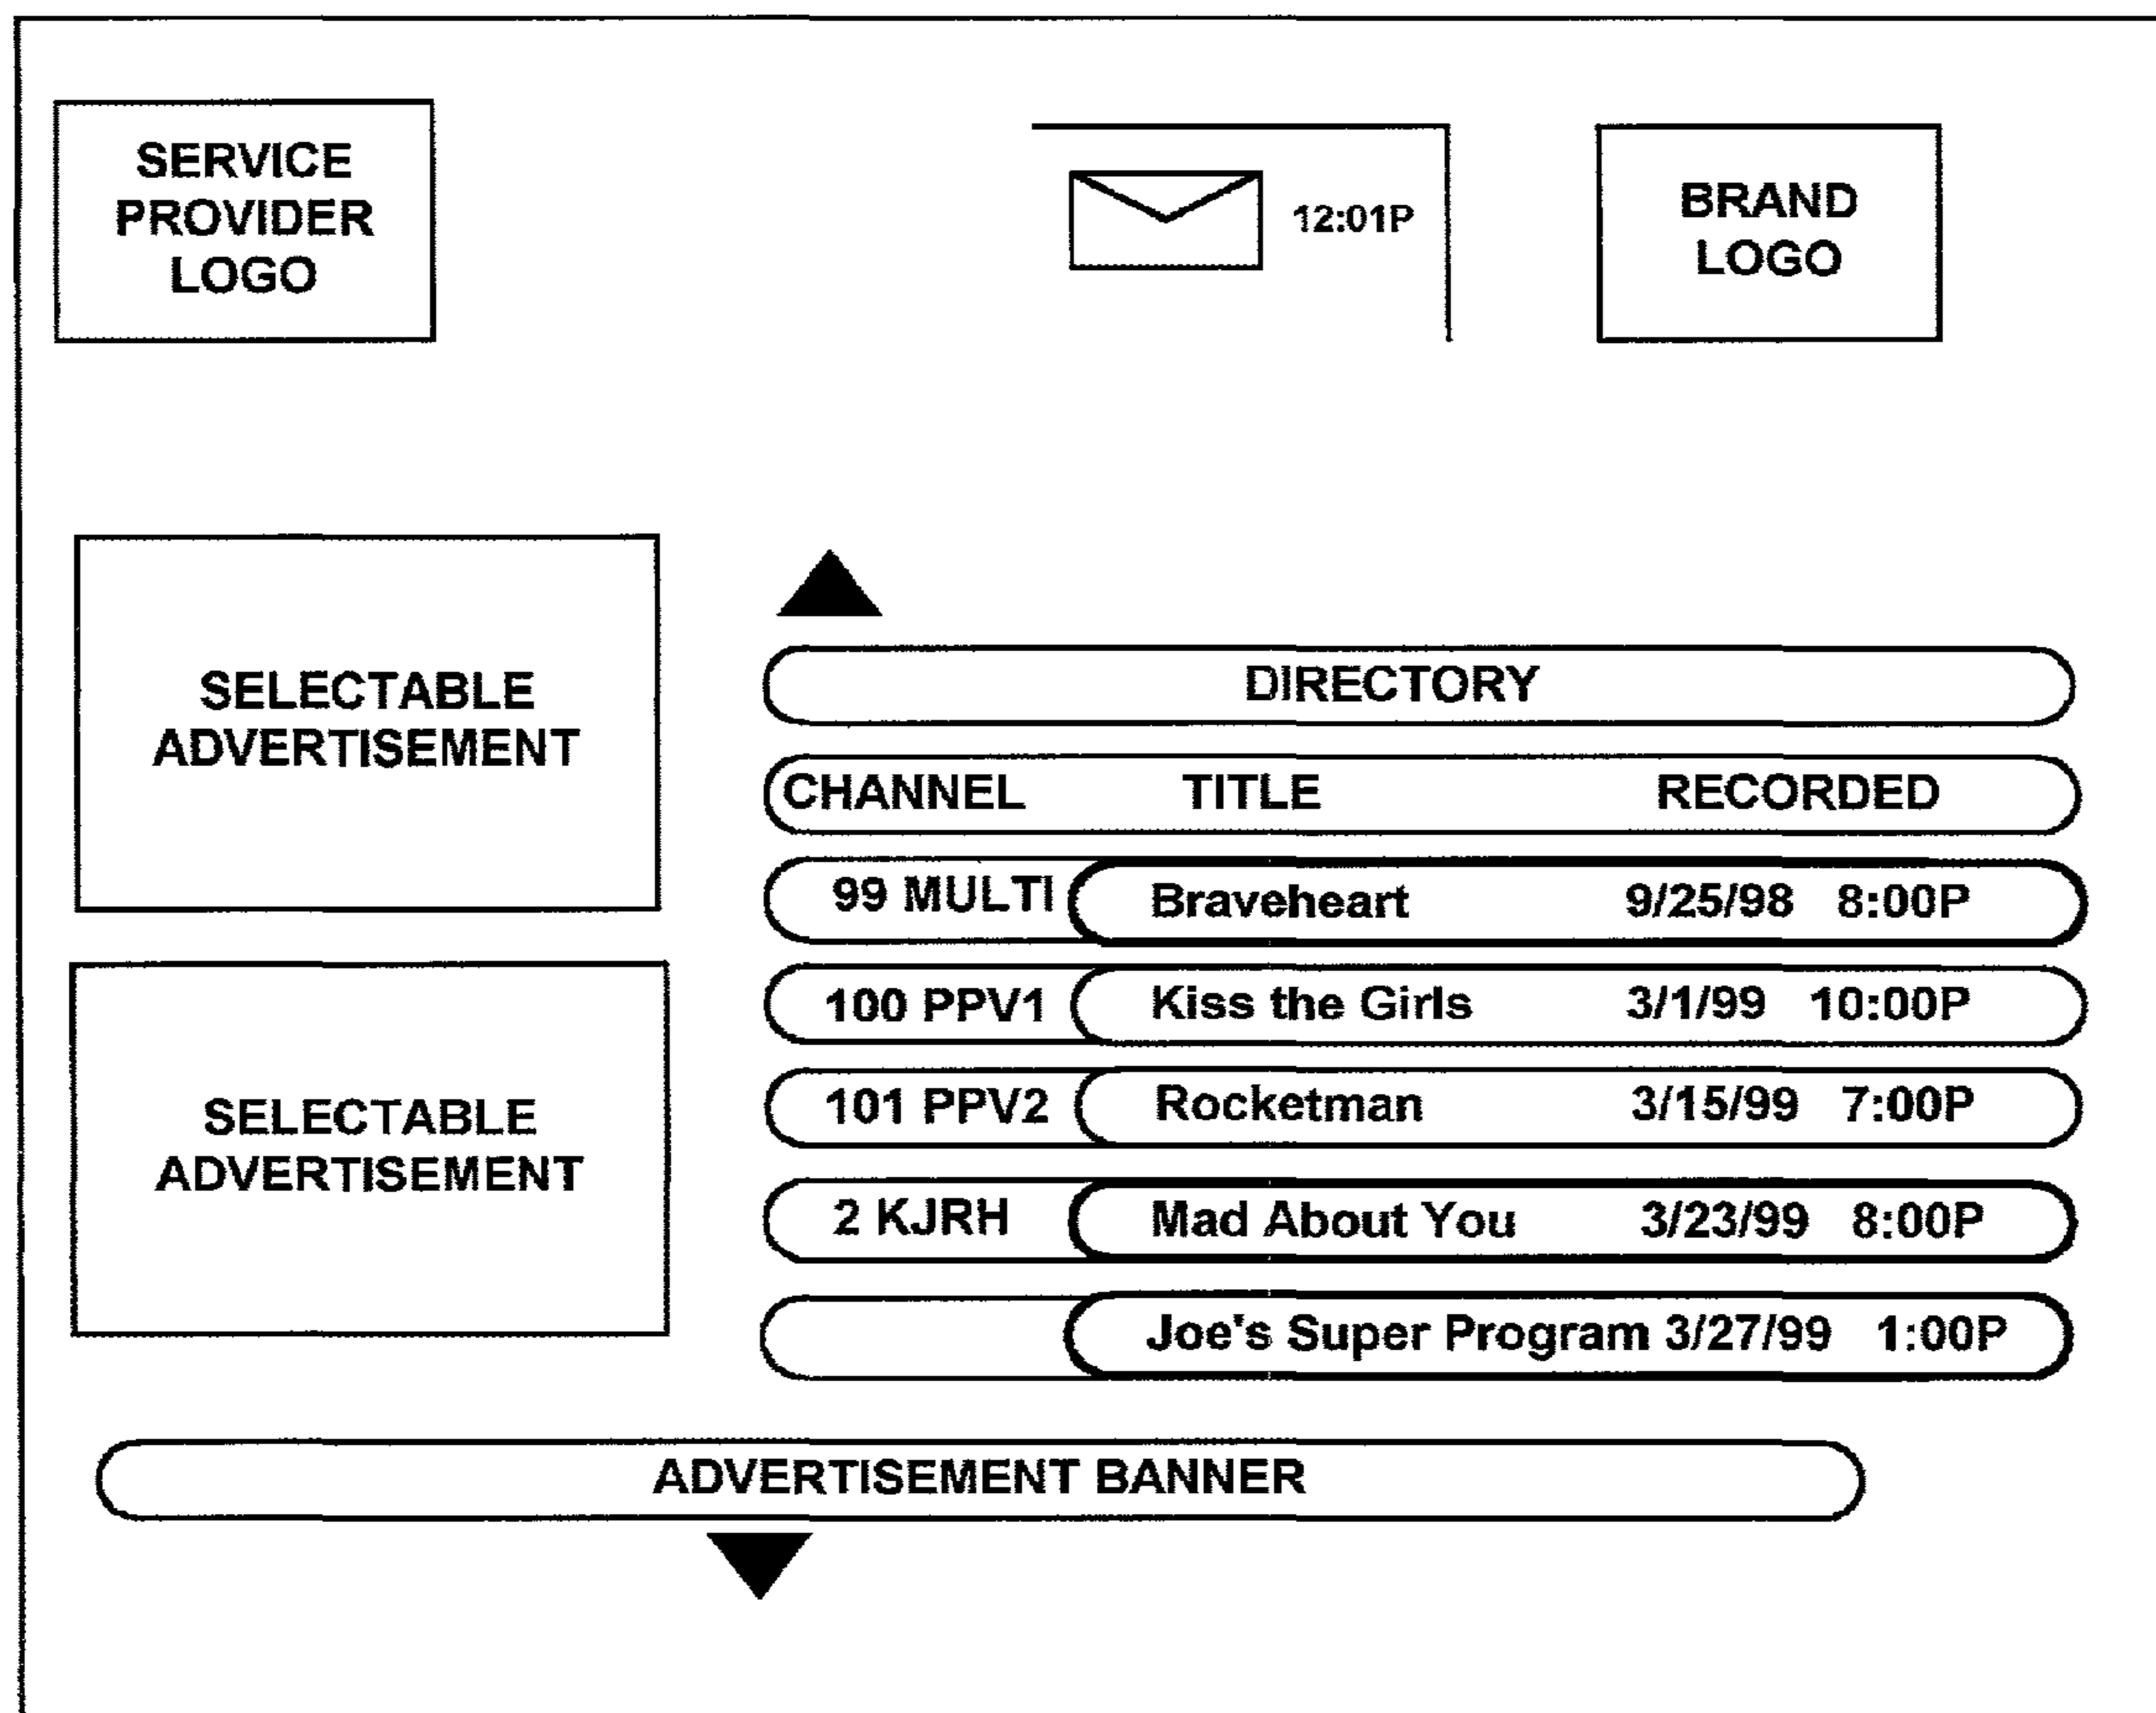 SERVICE
PROVIDER
LOGO
12:01P
BRAND
LOGO
SELECTABLE
ADVERTISEMENT
SELECTABLE
ADVERTISEMENT
DIRECTORY
CHANNEL TITLE RECORDED
99 MULTI Braveheart 9/25/98 8:00P
100 PPV1 Kiss the Girls 3/1/99 10:00P
101 PPV2 Rocketman 3/15/99 7:00P
2 KJRH Mad About You 3/23/99 8:00P
Joe's Super Program 3/27/99 1:00P
ADVERTISEMENT BANNER